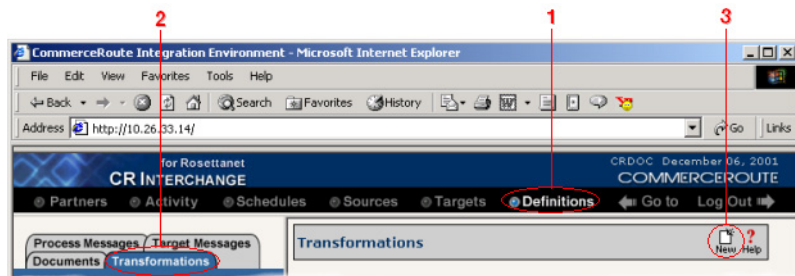 2 1 3
CommerceRoute Integration Environment - Microsoft Internet Explorer
File Edit View Favorites Tools Help
Back Search Favorites History
Address http://10.26.33.14/ Go Links
for Rosettanet CRDOC December 06, 2001
CR INTERCHANGE COMMERCEROUTE
Partners Activity Schedules Sources Targets Definitions Go to Log Out
Process Messages Target Messages
Transformations New Help
Documents Transformations